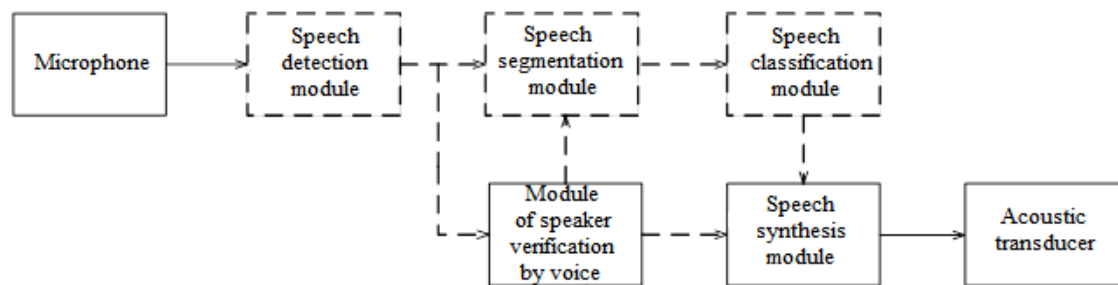 Microphone
Speech
detection
module
Speech
segmentation
module
Speech
classification
module
Module
of speaker
verification
by voice
Speech
synthesis
module
Acoustic
transducer